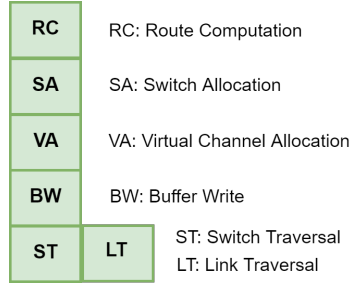 RC RC: Route Computation
SA SA: Switch Allocation
VA VA: Virtual Channel Allocation
BW BW: Buffer Write
ST LT ST: Switch Traversal
LT: Link Traversal